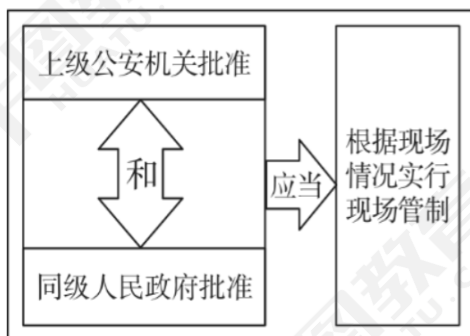 上级公安机关批准
和
同级人民政府批准
应当
根据现场
情况实行
现场管制